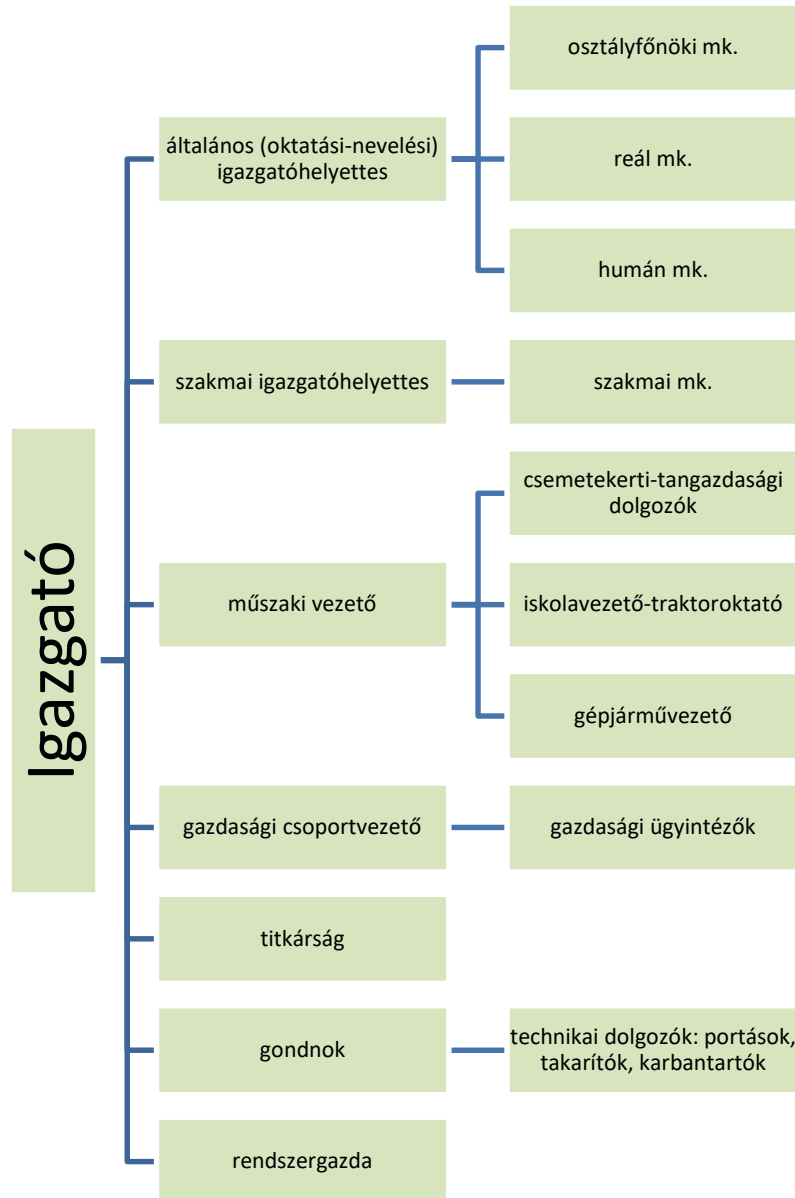 Igazgató
általános (oktatási-nevelési)
igazgatóhelyettes
osztályfőnöki mk.
reál mk.
humán mk.
szakmai igazgatóhelyettes
szakmai mk.
műszaki vezető
csemetekerti-tangazdasági
dolgozók
iskolavezető-traktoroktató
gépjárművezető
gazdasági csoportvezető
gazdasági ügyintézők
titkárság
gondnok
technikai dolgozók: portások,
takarítók, karbantartók
rendszergazda